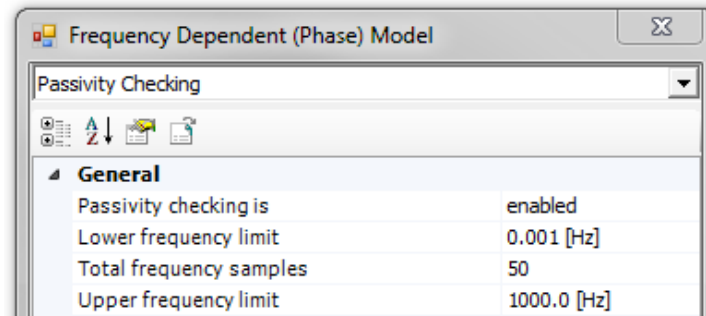 Frequency Dependent (Phase) Model
Passivity Checking
General
Passivity checking is enabled
Lower frequency limit 0.001 [Hz]
Total frequency samples 50
Upper frequency limit 1000.0 [Hz]